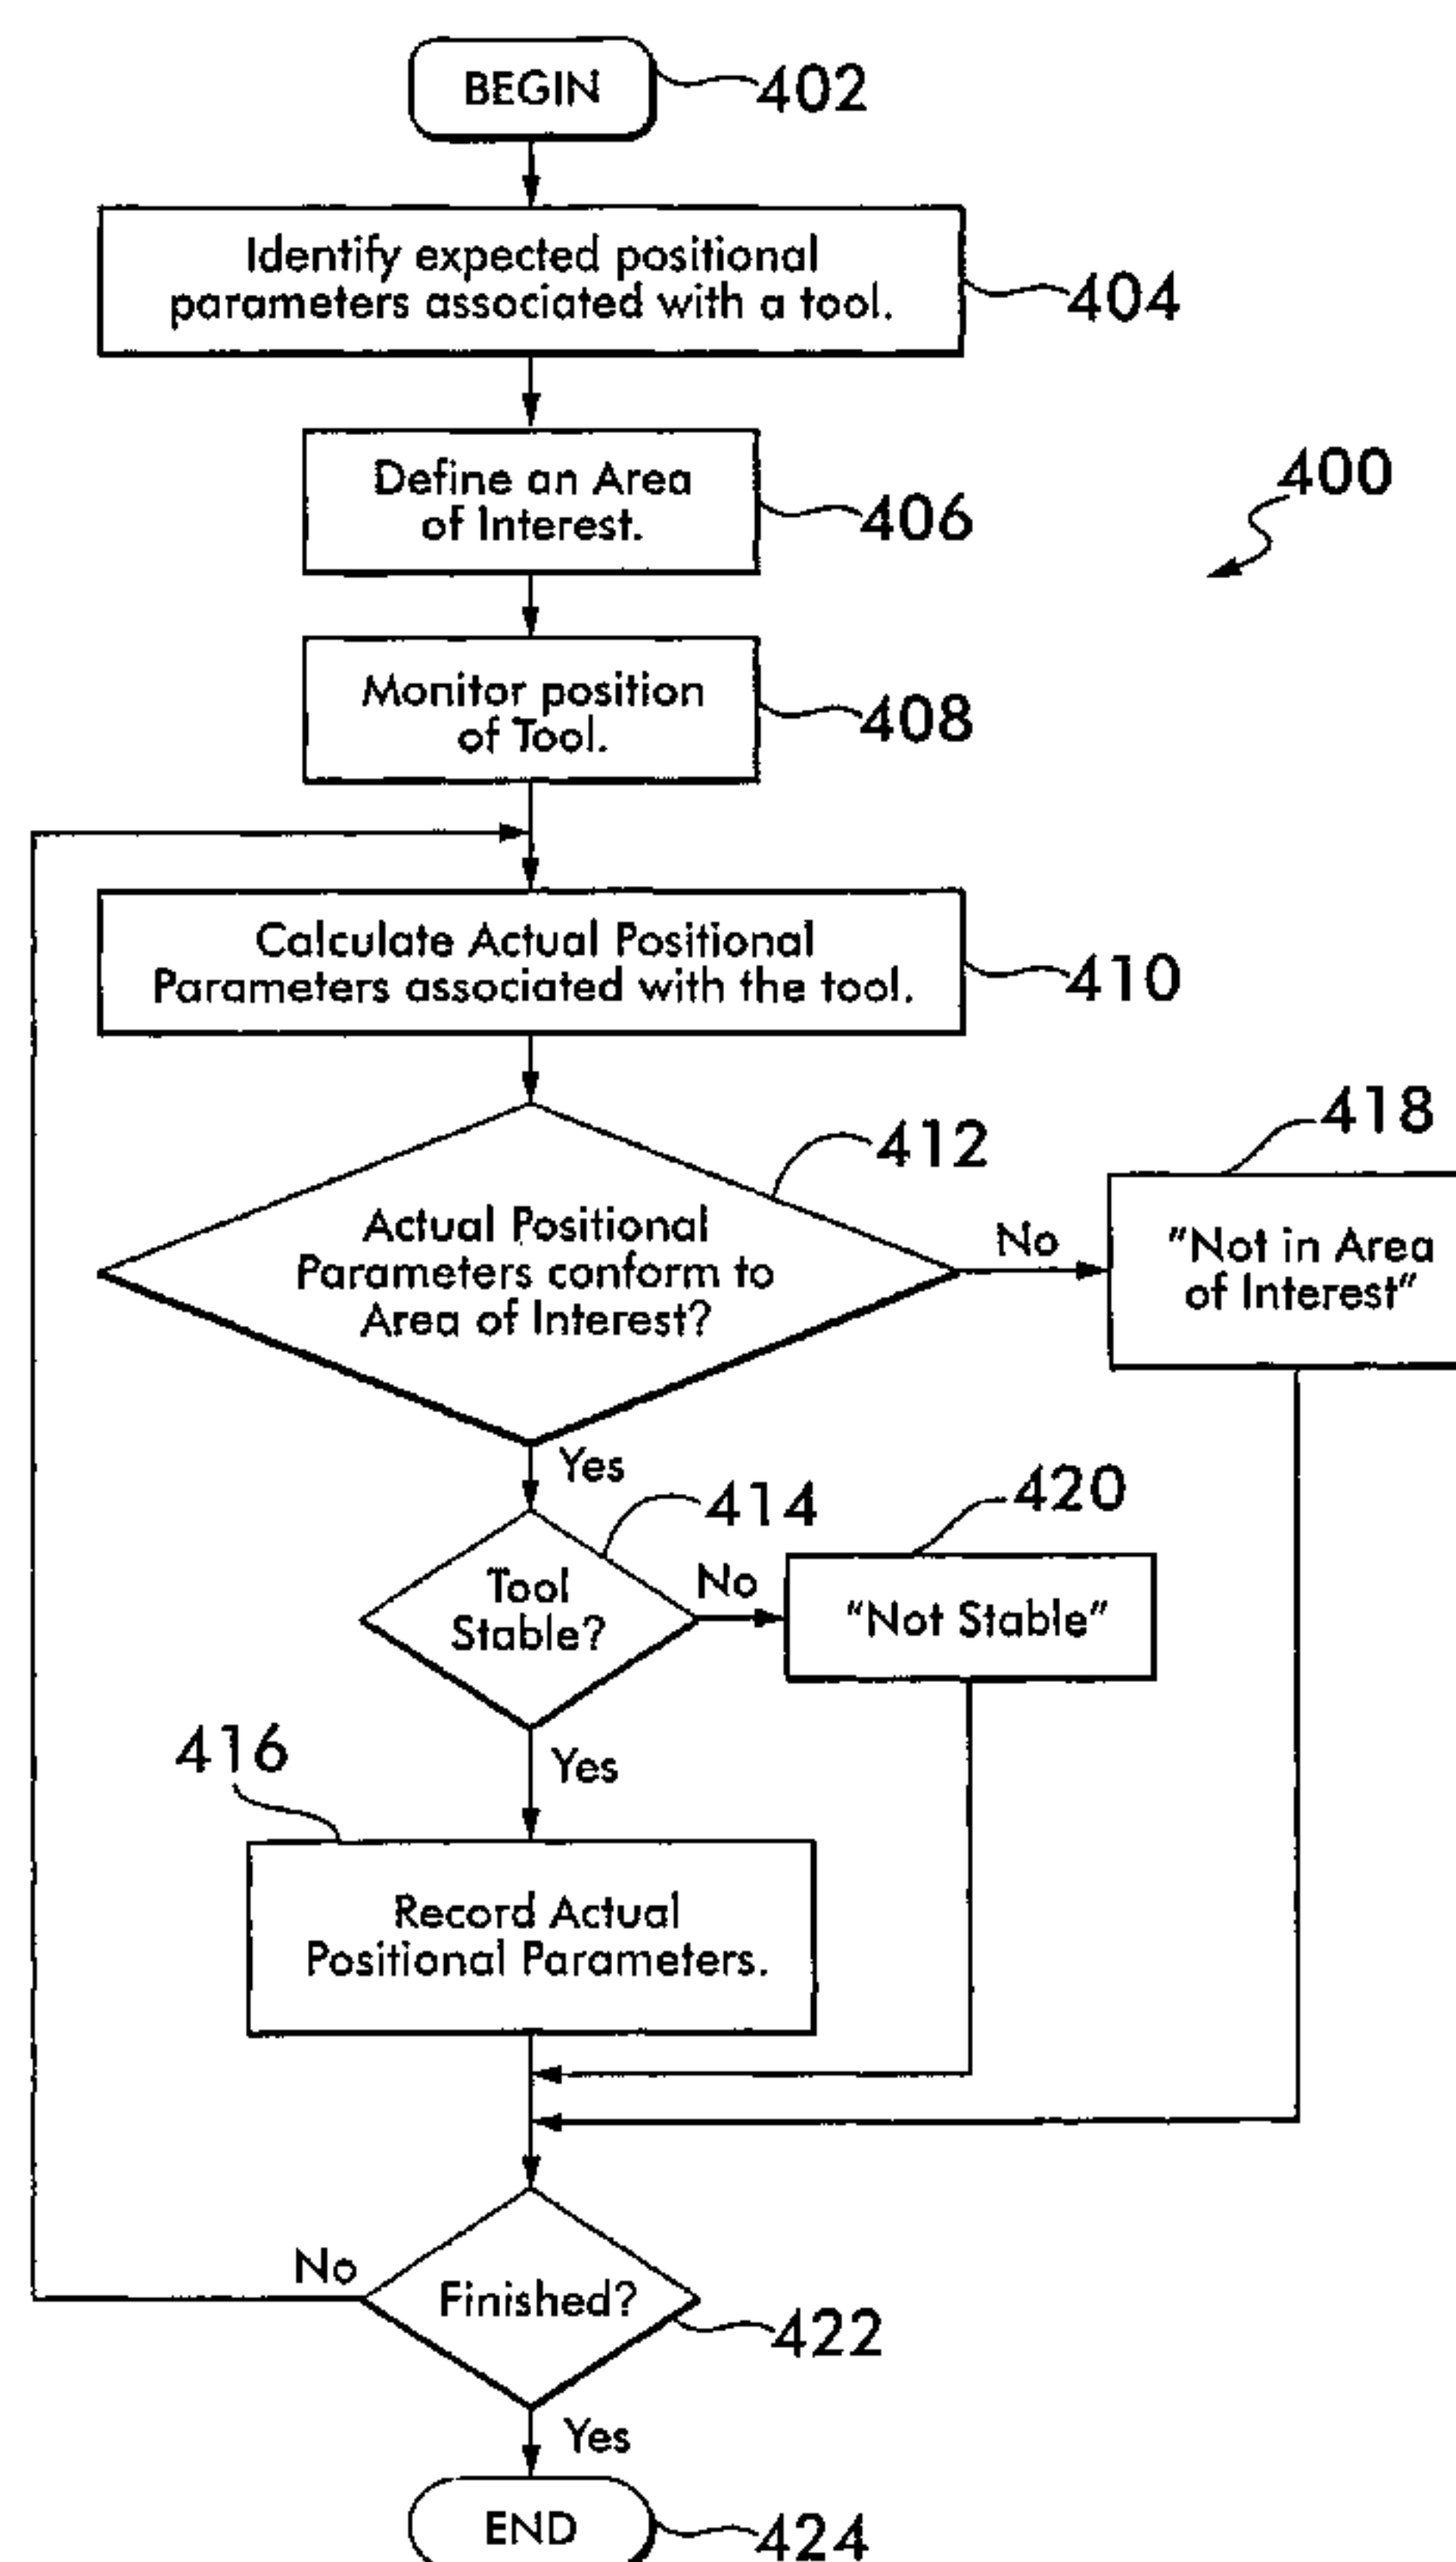 BEGIN
402
Identify expected positional
parameters associated with a tool.
404
Define an Area
of Interest.
406
400
Monitor position
of Tool.
408
Calculate Actual Positional
Parameters associated with the tool.
410
412
418
Actual Positional
Parameters conform to
Area of Interest?
No
"Not in Area
of Interest"
Yes
414
420
Tool
Stable?
No
"Not Stable"
416
Yes
Record Actual
Positional Parameters.
No
Finished?
422
Yes
END
424